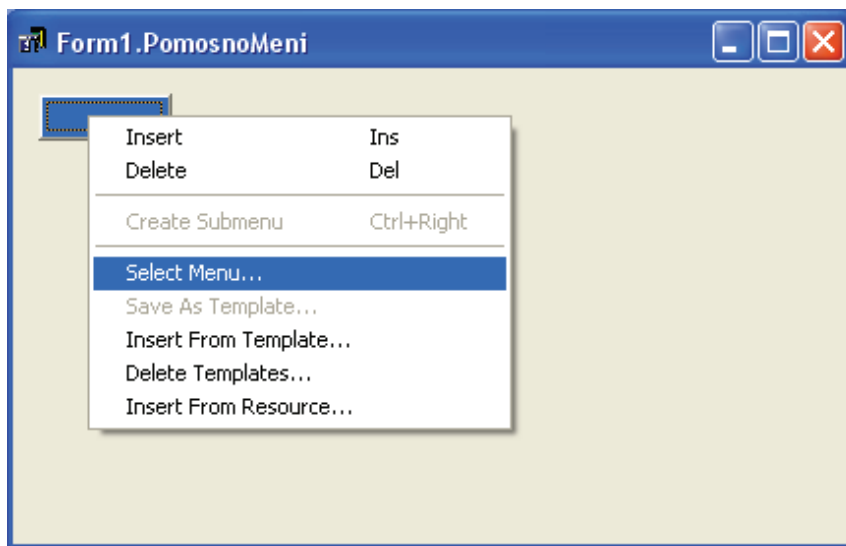 Form1.PomosnoMeni
Insert Ins
Delete Del
Create Submenu Ctrl+Right
Select Menu...
Save As Template...
Insert From Template...
Delete Templates...
Insert From Resource...